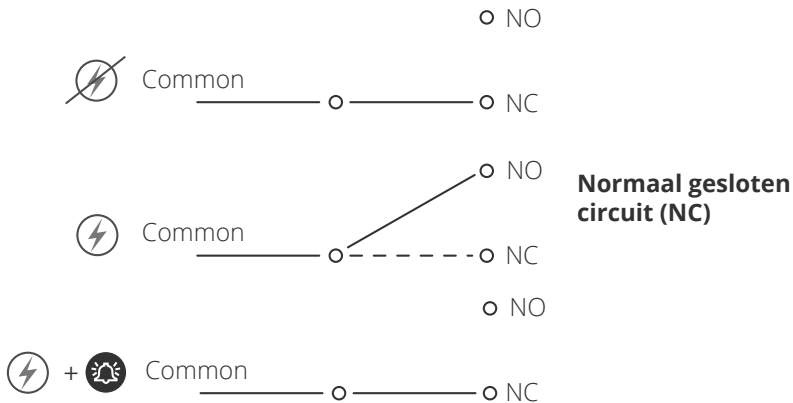 NO
Common
NC
NO
Normaal gesloten
circuit (NC)
Common
NC
NO
+
Common
NC